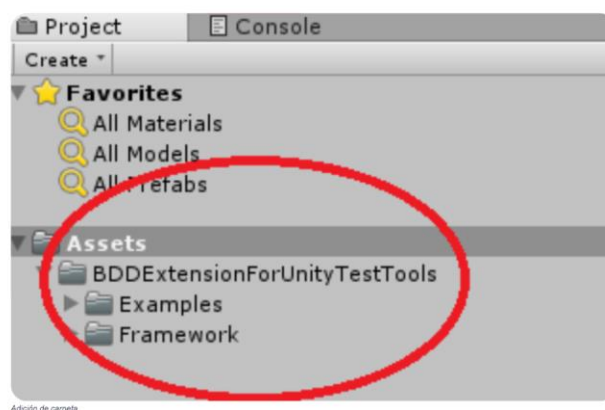 Project Console
Create
Favorites
All Materials
All Models
All Prefabs
Assets
BDDExtensionForUnityTestTools
Examples
Framework
Adición de carpeta